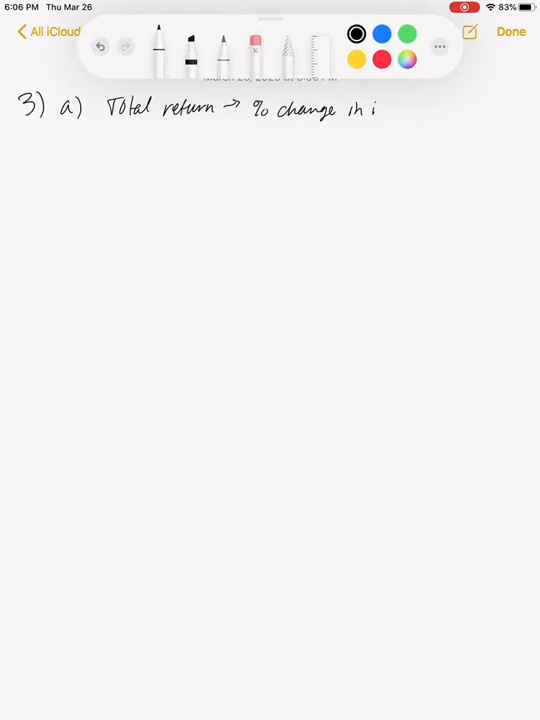 6:06 PM Thu Mar 26 83%
All iCloud Done
3) a) Total return → % change in i